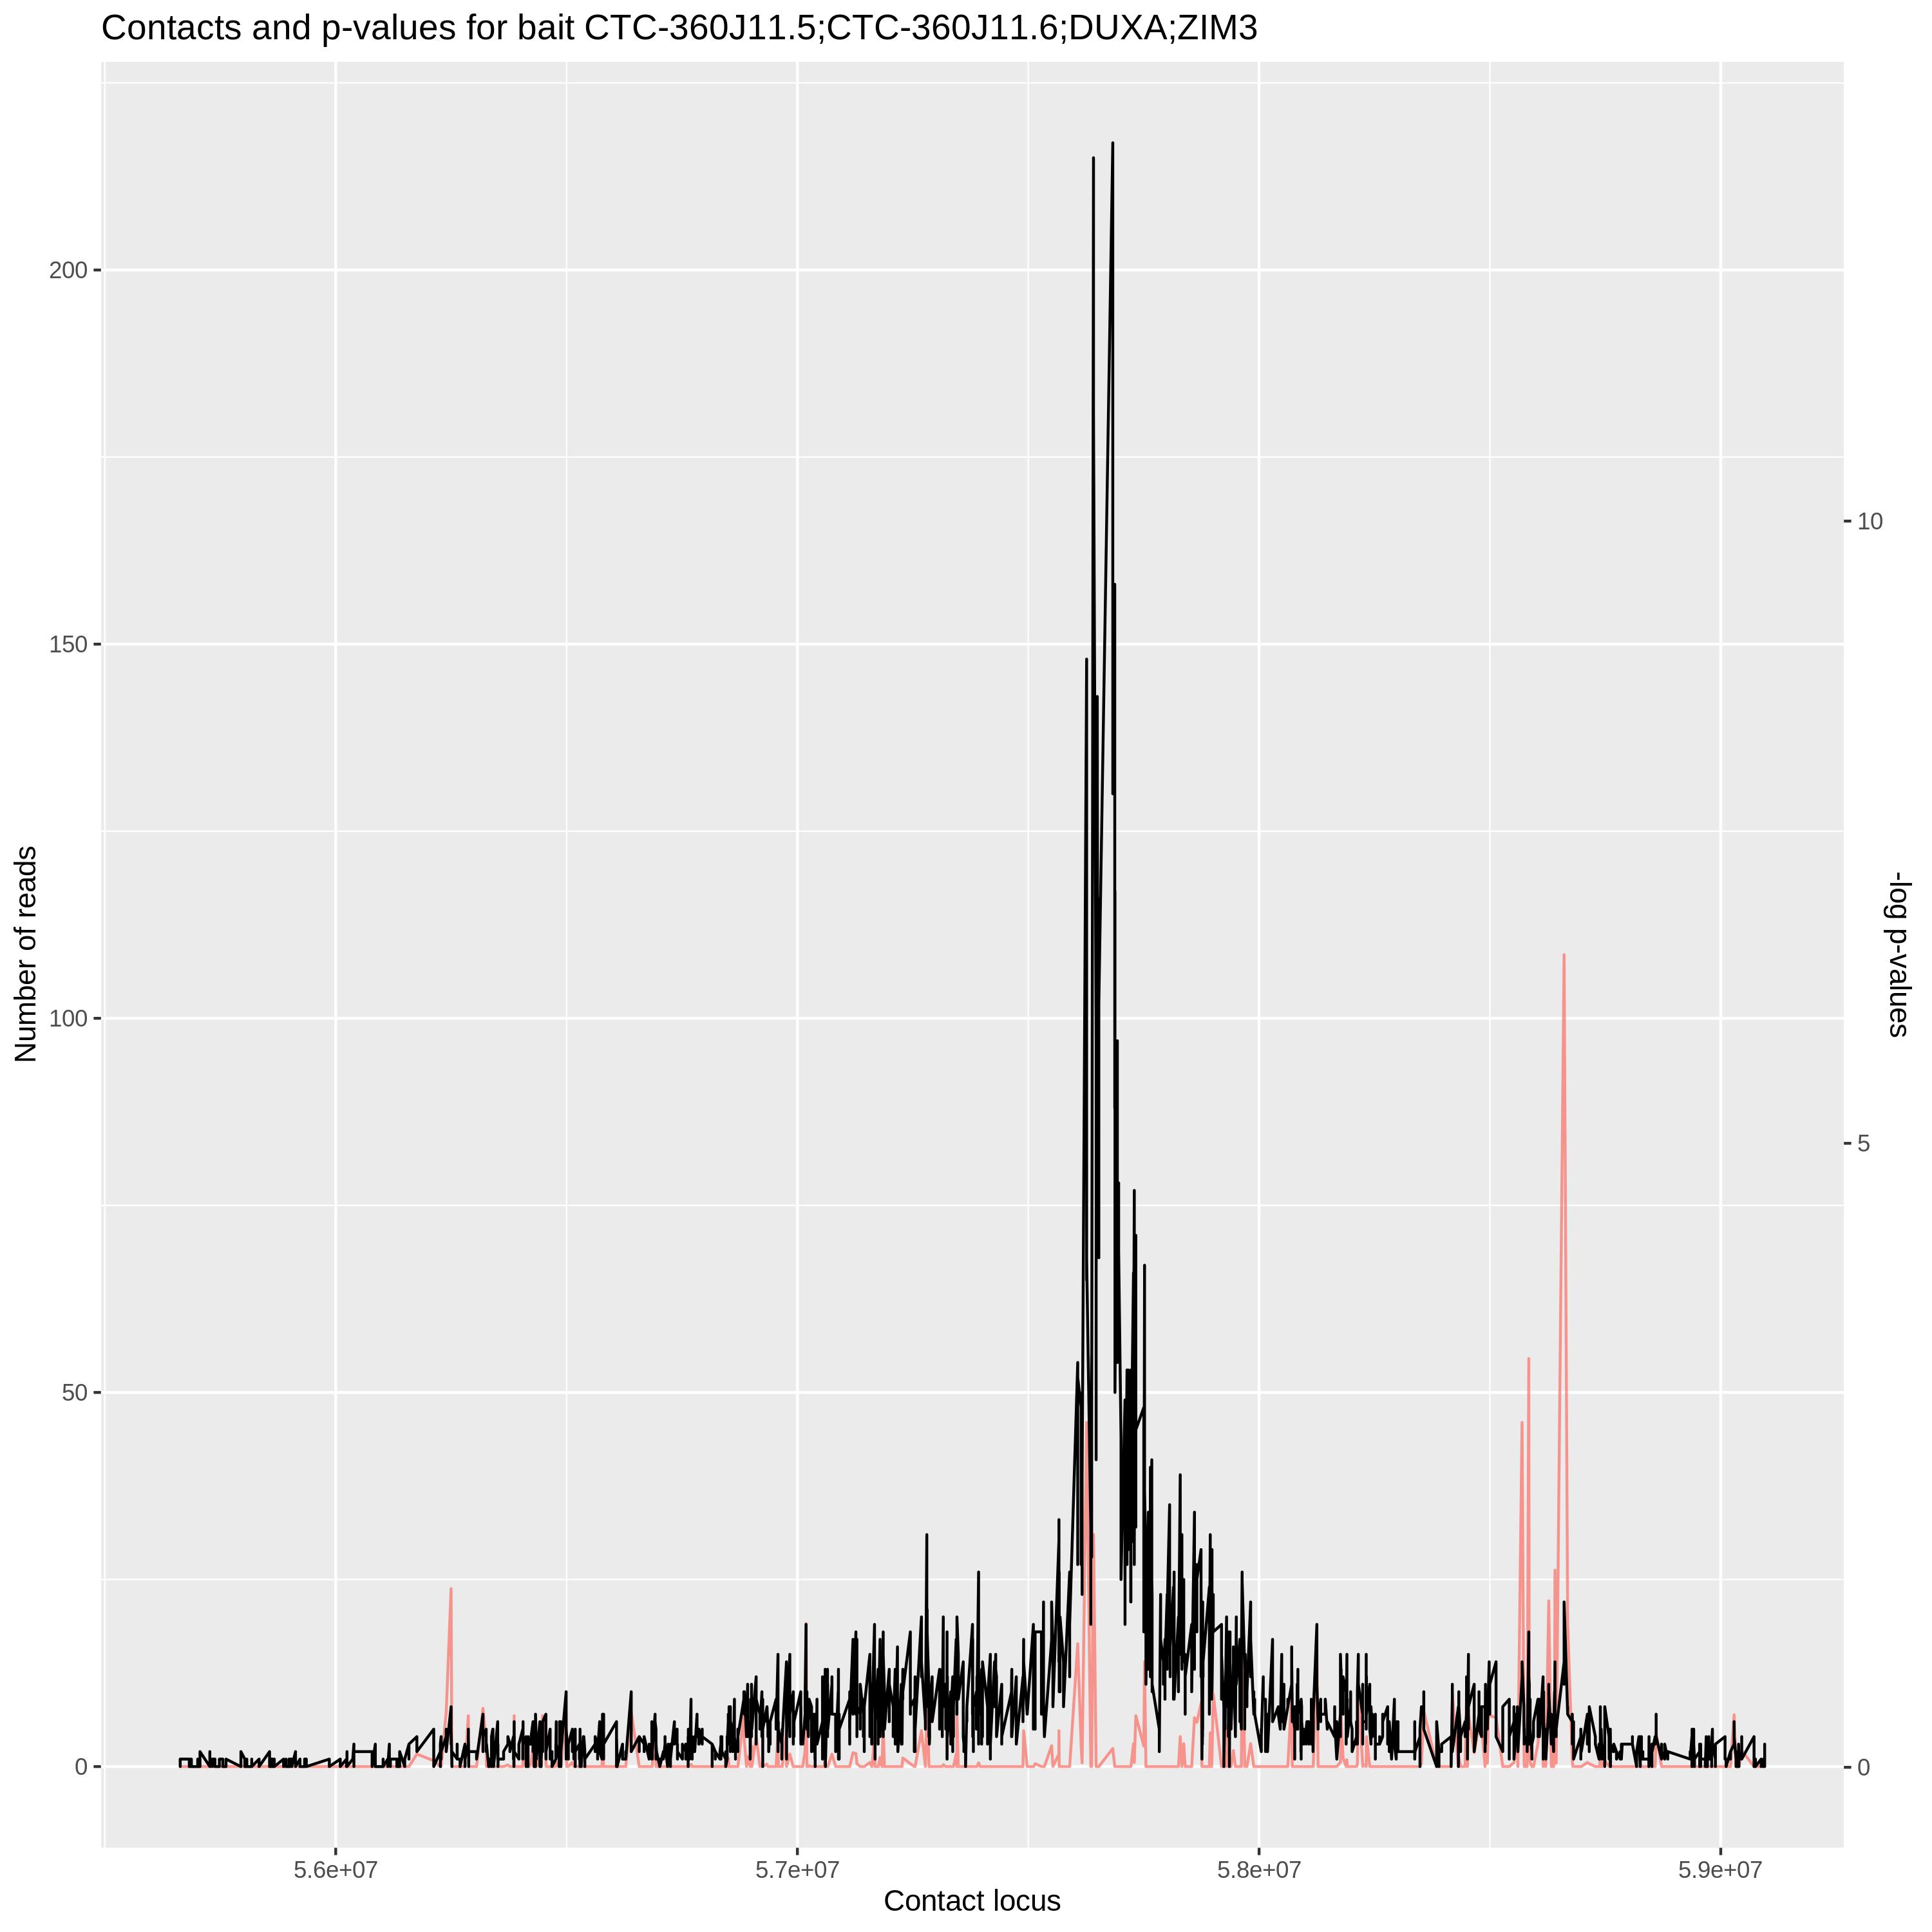 Contacts and p-values for bait CTC-360J11.5;CTC-360J11.6;DUXA;ZIM3
200
150
100
50
0
Number of reads
10
5
0
-log p-values
5.6e+07
5.7e+07
5.8e+07
5.9e+07
Contact locus